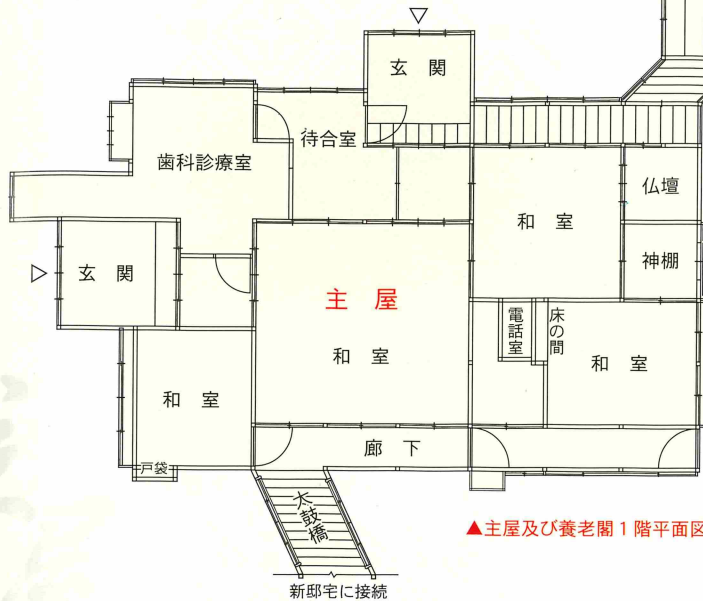 玄関
待合室
歯科診療室
仏壇
和室
神棚
玄関
主屋
電話室
床の間
和室
和室
和室
廊下
戸袋
太鼓橋
▲主屋及び養老閣1階平面図
新邸宅に接続